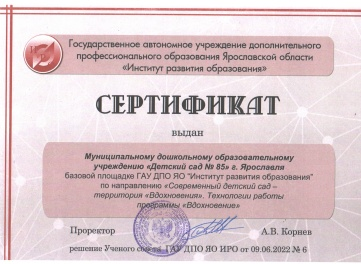 Государственное автономное учреждение дополнительного
профессионального образования Ярославской области
«Институт развития образования»
СЕРТИФИКАТ
выдан
Муниципальному дошкольному образовательному
учреждению «Детский сад № 85» г. Ярославля
базовой площадке ГАУ ДПО ЯО "Институт развития образования"
по направлению «Современный детский сад –
территория «Вдохновения». Технологии работы
программы «Вдохновение»
Проректор А.В. Корнев
решение Ученого совета ГАУ ДПО ЯО ИРО от 09.06.2022 № 6